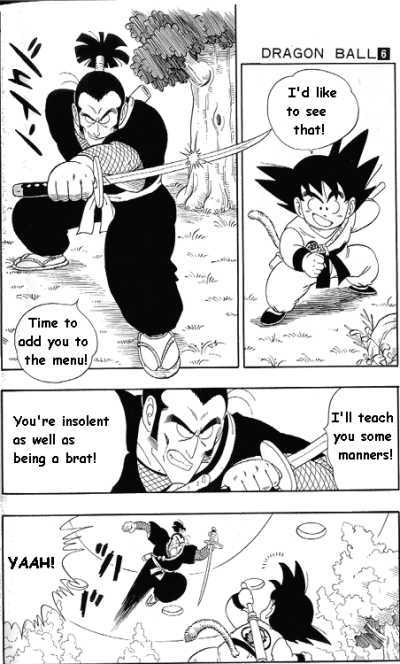 DRAGON BALL 6
I'd like
to see
that!
Time to
add you to
the menu!
I'll teach
you some
manners!
You're insolent
as well as
being a brat!
YAAH!